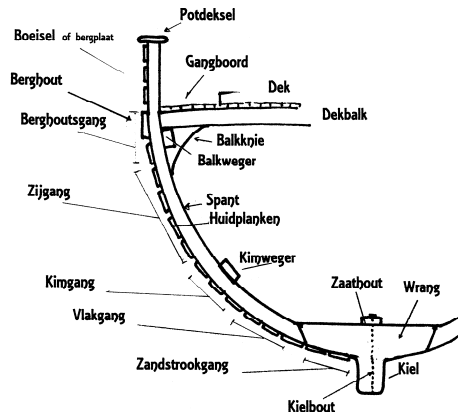 Potdeksel
Boeisel of bergplaat
Gangboord
Berghout
Dek
Dekbalk
Berghoutsgang
Balkknie
Balkweger
Zijgang
Spant
Huidplanken
Kimweger
Kimgang
Zaathout
Wrang
Vlakgang
Zandstrookgang
Kiel
Kielbout